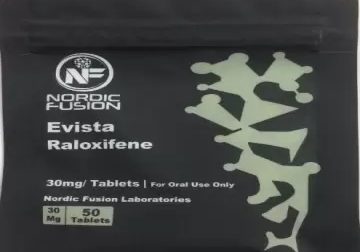 NF
NORDIC
FUSION
Evista
Raloxifene
30mg/ Tablets | For Oral Use Only
Nordic Fusion Laboratories
30 50
Mg Tablets